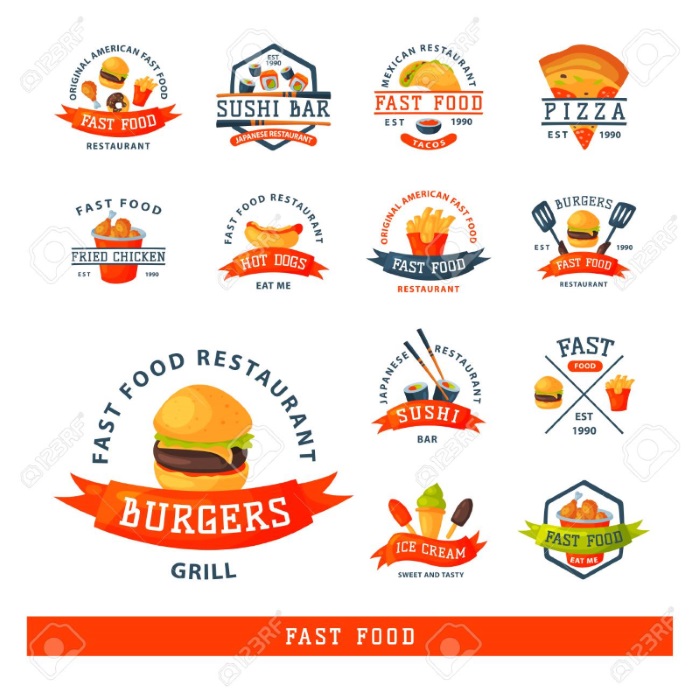 ORIGINAL AMERICAN FAST FOOD
FAST FOOD
RESTAURANT
EST 1990
SUSHI BAR
JAPANESE RESTAURANT
MEXICAN RESTAURANT
FAST FOOD
EST 1990
TACOS
PIZZA
EST 1990
FAST FOOD
FRIED CHICKEN
EST 1990
FAST FOOD RESTAURANT
HOT DOGS
EAT ME
ORIGINAL AMERICAN FAST FOOD
FAST FOOD
RESTAURANT
BURGERS
EST 1990
FAST FOOD
RESTAURANT
FAST FOOD RESTAURANT
BURGERS
GRILL
JAPANESE RESTAURANT
SUSHI
BAR
FAST
FOOD
EST
1990
ICE CREAM
SWEET AND TASTY
FAST FOOD
EAT ME
FAST FOOD
123RF